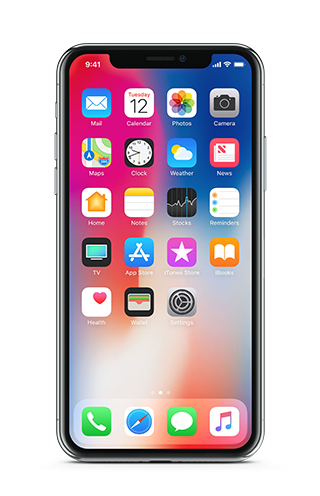 9:41
Tuesday
12
Mail Calendar Photos Camera
Maps Clock Weather News
Home Notes Stocks Reminders
tv
TV App Store iTunes Store iBooks
Health Wallet Settings